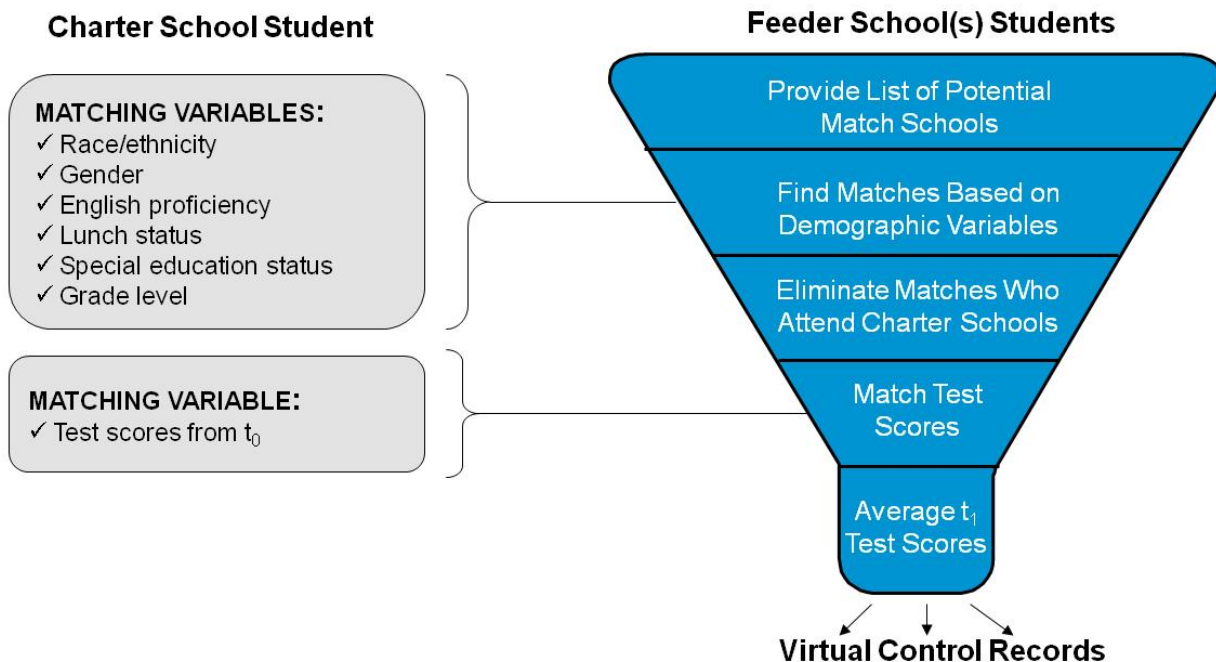 Charter School Student
MATCHING VARIABLES:
✓ Race/ethnicity
✓ Gender
✓ English proficiency
✓ Lunch status
✓ Special education status
✓ Grade level
MATCHING VARIABLE:
✓ Test scores from t₀
Feeder School(s) Students
Provide List of Potential
Match Schools
Find Matches Based on
Demographic Variables
Eliminate Matches Who
Attend Charter Schools
Match Test
Scores
Average t₁
Test Scores
Virtual Control Records